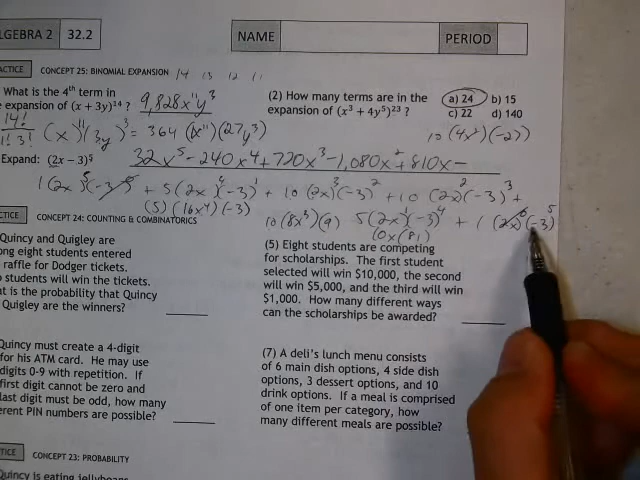 LGEBRA 2 32.2
NAME PERIOD
ACTICE CONCEPT 25: BINOMIAL EXPANSION 14 13 12 11
What is the 4th term in
e expansion of (x + 3y)¹⁴ ? 9,828x¹¹y³
14!
11! 3! (x)¹¹(3y)³ = 364 (x¹¹)(27y³)
(2) How many terms are in the
expansion of (x³ + 4y⁵)²³ ?
a) 24 b) 15
c) 22 d) 140
10 (4x²)(-27)
Expand: (2x – 3)⁵ 32x⁵ - 240x⁴ + 720x³ - 1,080x² + 810x -
1(2x)⁵(-3)⁰ + 5(2x)⁴(-3)¹ + 10(2x)³(-3)² + 10(2x)²(-3)³ +
(5)(16x⁴)(-3) 10(8x³)(9) 5(2x)¹(-3)⁴ + 1(2x)⁰(-3)⁵
10x(81)
CTICE CONCEPT 24: COUNTING & COMBINATORICS
Quincy and Quigley are
ong eight students entered
raffle for Dodger tickets.
at is the probability that Quincy
Quigley are the winners?
(5) Eight students are competing
for scholarships. The first student
selected will win $10,000, the second
will win $5,000, and the third will win
$1,000. How many different ways
can the scholarships be awarded?
Quincy must create a 4-digit
for his ATM card. He may use
digits 0-9 with repetition. If
first digit cannot be zero and
last digit must be odd, how many
erent PIN numbers are possible?
(7) A deli's lunch menu consists
of 6 main dish options, 4 side dish
options, 3 dessert options, and 10
drink options. If a meal is comprised
of one item per category, how
many different meals are possible?
TICE CONCEPT 23: PROBABILITY
Quincy is eating jellybeans